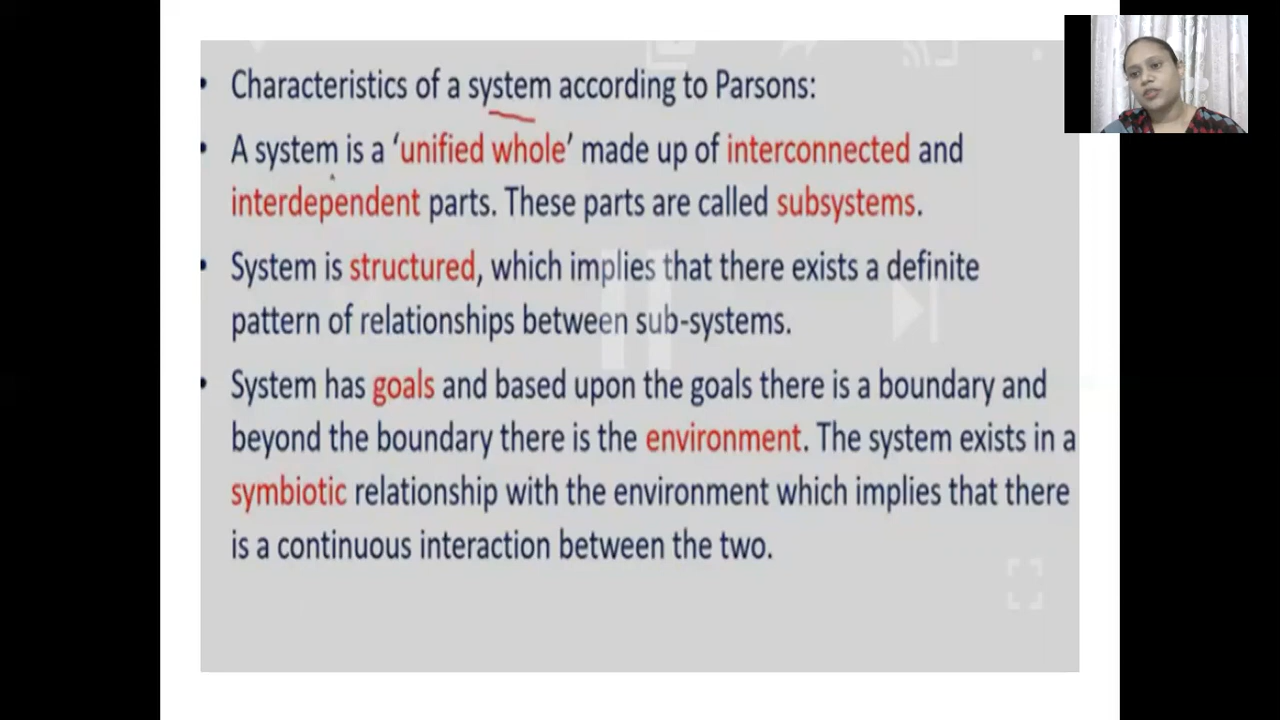 Characteristics of a system according to Parsons:
A system is a ‘unified whole’ made up of interconnected and
interdependent parts. These parts are called subsystems.
System is structured, which implies that there exists a definite
pattern of relationships between sub-systems.
System has goals and based upon the goals there is a boundary and
beyond the boundary there is the environment. The system exists in a
symbiotic relationship with the environment which implies that there
is a continuous interaction between the two.